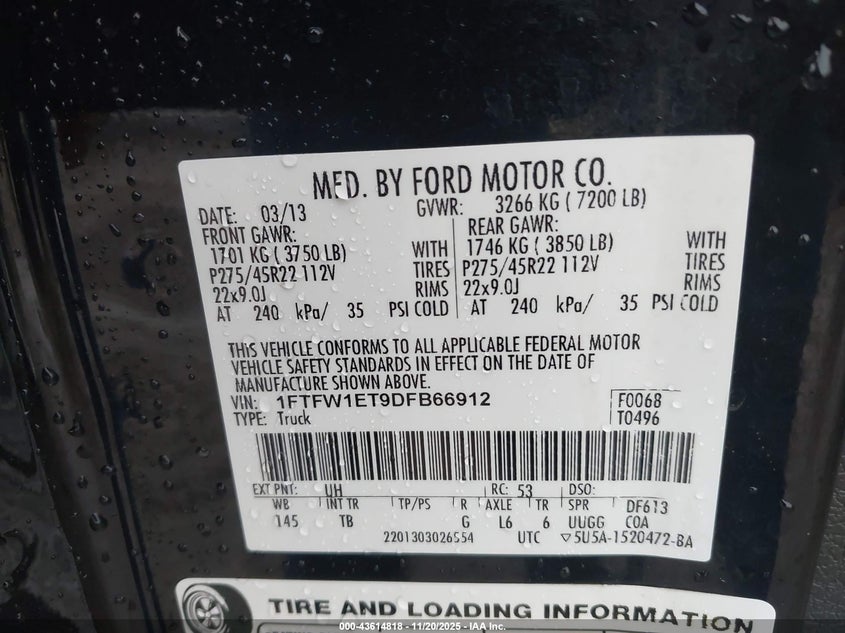 MFD. BY FORD MOTOR CO.
DATE: 03/13 GVWR: 3266 KG ( 7200 LB)
FRONT GAWR: REAR GAWR:
1701 KG ( 3750 LB) WITH 1746 KG ( 3850 LB) WITH
P275/45R22 112V TIRES P275/45R22 112V TIRES
22x9.0J RIMS 22x9.0J RIMS
AT 240 kPa/ 35 PSI COLD AT 240 kPa/ 35 PSI COLD
THIS VEHICLE CONFORMS TO ALL APPLICABLE FEDERAL MOTOR
VEHICLE SAFETY STANDARDS IN EFFECT ON THE DATE OF
MANUFACTURE SHOWN ABOVE.
VIN: 1FTFW1ET9DFB66912 F0068
TYPE: Truck T0496
EXT PNT: UH RC: 53 DSO:
WB INT TR TP/PS R AXLE TR SPR DF613
145 TB G L6 6 UUGG COA
2201303026554 UTC ▽5U5A-1520472-BA
TIRE AND LOADING INFORMATION
000-43614818 - 11/20/2025 - IAA Inc.